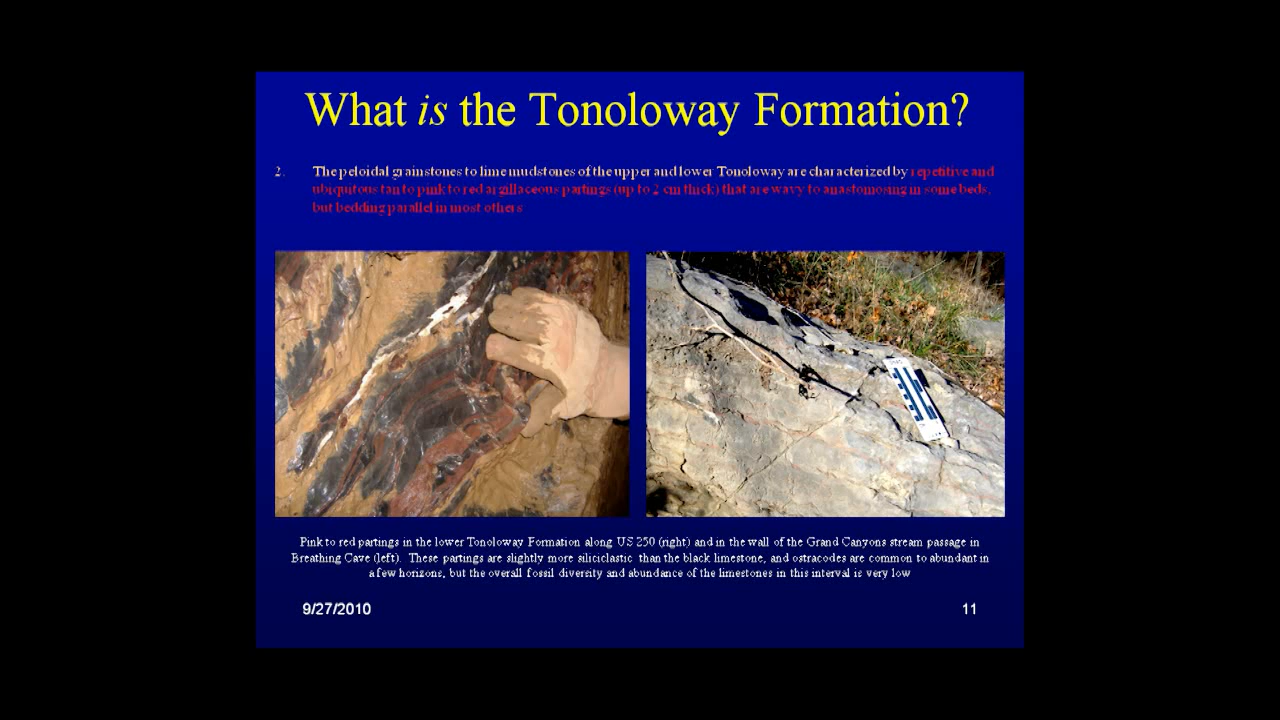 What is the Tonoloway Formation?
2. The peloidal grainstones to lime mudstones of the upper and lower Tonoloway are characterized by repetitive and
ubiquitous tan to pink to red argillaceous partings (up to 2 cm thick) that are wavy to anastomosing in some beds,
but bedding parallel in most others
Pink to red partings in the lower Tonoloway Formation along US 250 (right) and in the wall of the Grand Canyons stream passage in
Breathing Cave (left). These partings are slightly more siliciclastic than the black limestone, and ostracodes are common to abundant in
a few horizons, but the overall fossil diversity and abundance of the limestones in this interval is very low
9/27/2010
11